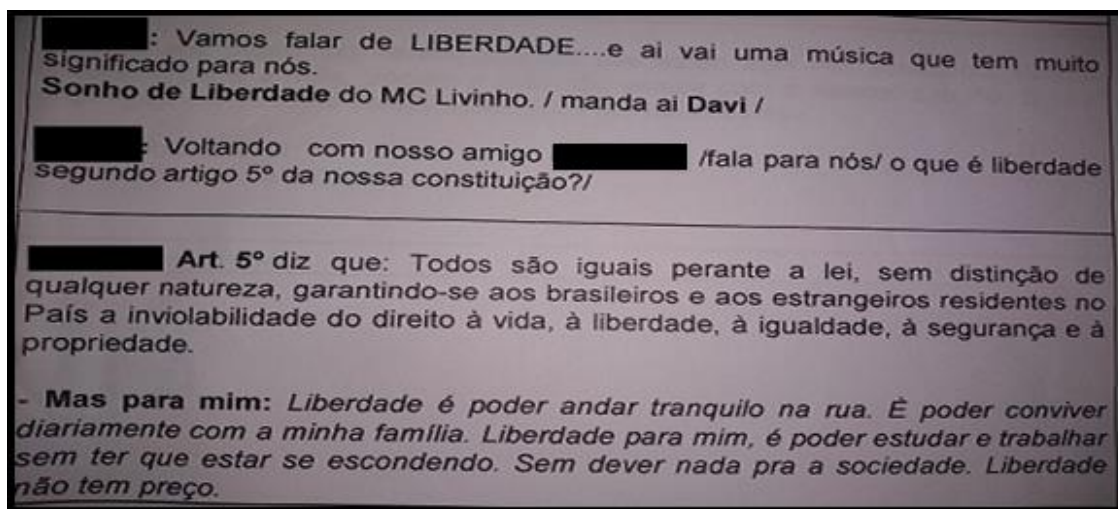 : Vamos falar de LIBERDADE....e ai vai uma música que tem muito
significado para nós.
Sonho de Liberdade do MC Livinho. / manda ai Davi /
: Voltando com nosso amigo /fala para nós/ o que é liberdade
segundo artigo 5º da nossa constituição?/
Art. 5º diz que: Todos são iguais perante a lei, sem distinção de
qualquer natureza, garantindo-se aos brasileiros e aos estrangeiros residentes no
País a inviolabilidade do direito à vida, à liberdade, à igualdade, à segurança e à
propriedade.
- Mas para mim: Liberdade é poder andar tranquilo na rua. È poder conviver
diariamente com a minha família. Liberdade para mim, é poder estudar e trabalhar
sem ter que estar se escondendo. Sem dever nada pra a sociedade. Liberdade
não tem preço.